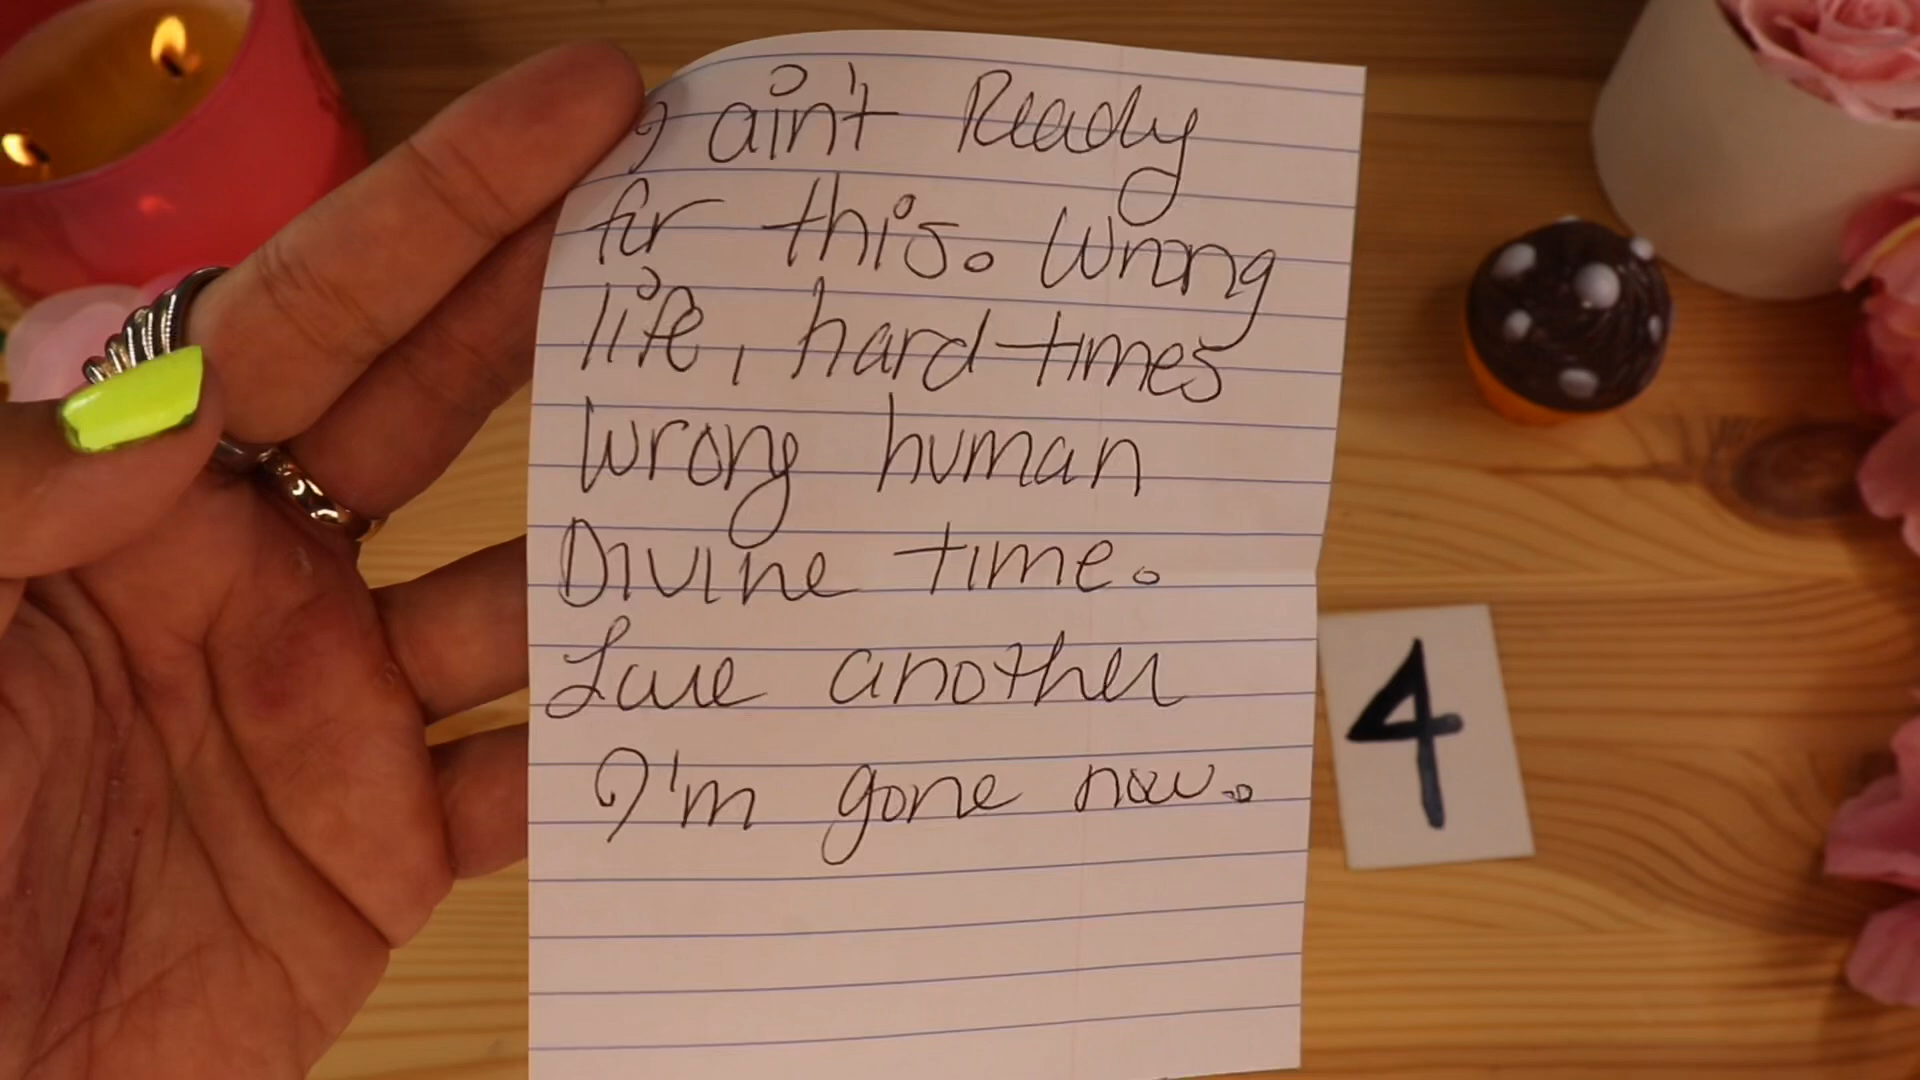 I ain't Ready
for this. Wrong
life, hard times
Wrong human
Divine time.
Love another
I'm gone now.
4